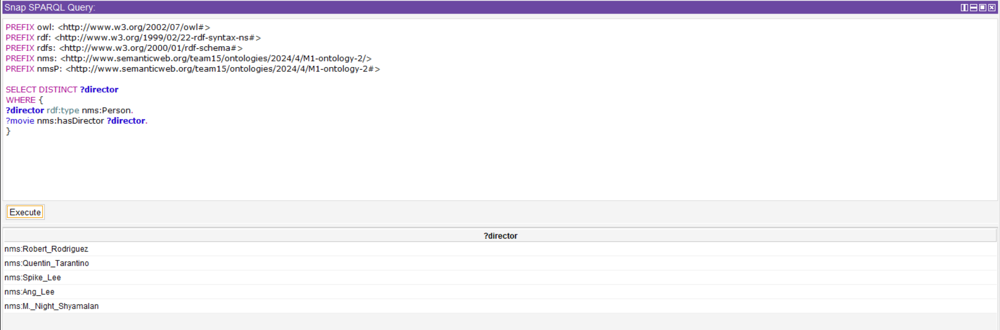 Snap SPARQL Query:
PREFIX owl: <http://www.w3.org/2002/07/owl#>
PREFIX rdf: <http://www.w3.org/1999/02/22-rdf-syntax-ns#>
PREFIX rdfs: <http://www.w3.org/2000/01/rdf-schema#>
PREFIX nms: <http://www.semanticweb.org/team15/ontologies/2024/4/M1-ontology-2/>
PREFIX nmsP: <http://www.semanticweb.org/team15/ontologies/2024/4/M1-ontology-2#>
SELECT DISTINCT ?director
WHERE {
?director rdf:type nms:Person.
?movie nms:hasDirector ?director.
}
Execute
?director
nms:Robert_Rodriguez
nms:Quentin_Tarantino
nms:Spike_Lee
nms:Ang_Lee
nms:M._Night_Shyamalan